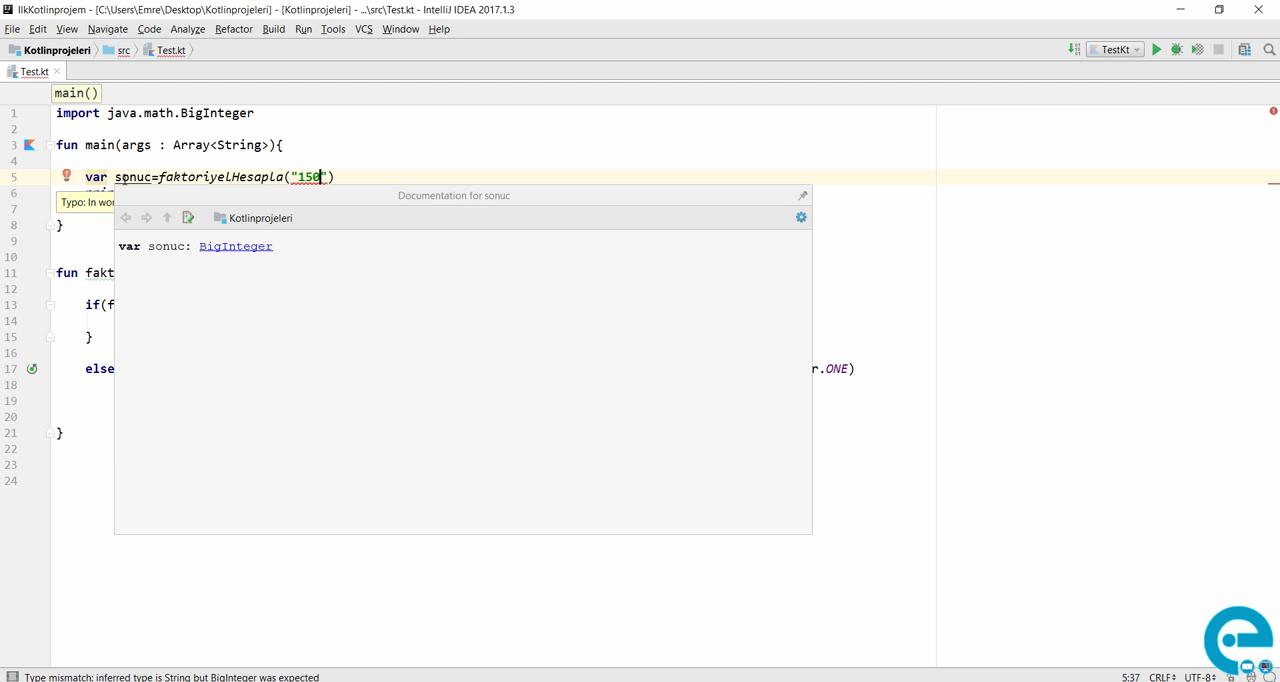 IlkKotlinprojem - [C:\Users\Emre\Desktop\Kotlinprojeleri] - [Kotlinprojeleri] - ...\src\Test.kt - IntelliJ IDEA 2017.1.3
File Edit View Navigate Code Analyze Refactor Build Run Tools VCS Window Help
Kotlinprojeleri src Test.kt TestKt
Test.kt
main()
1 import java.math.BigInteger
2
3 fun main(args : Array<String>){
4
5 var sonuc=faktoriyelHesapla("150")
6
Documentation for sonuc
7 Typo: In wor
8 }
Kotlinprojeleri
9
var sonuc: BigInteger
10
11 fun fakt
12
13 if(f
14
15 }
16
17 else r.ONE)
18
19
20
21 }
22
23
24
Type mismatch: inferred type is String but BigInteger was expected 5:37 CRLF UTF-8